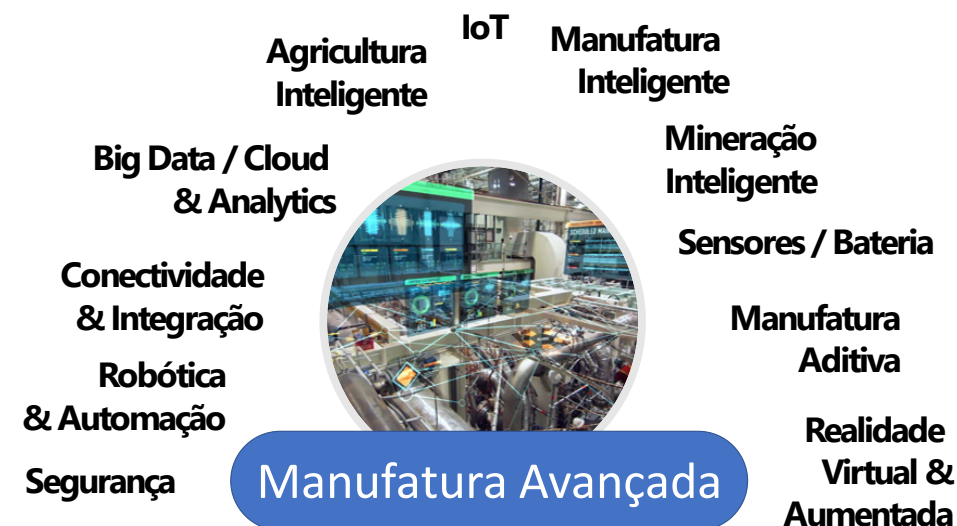 IoT
Agricultura
Inteligente
Manufatura
Inteligente
Big Data / Cloud
& Analytics
Mineração
Inteligente
Sensores / Bateria
Conectividade
& Integração
Manufatura
Aditiva
Robótica
& Automação
Realidade
Virtual &
Aumentada
Segurança
Manufatura Avançada